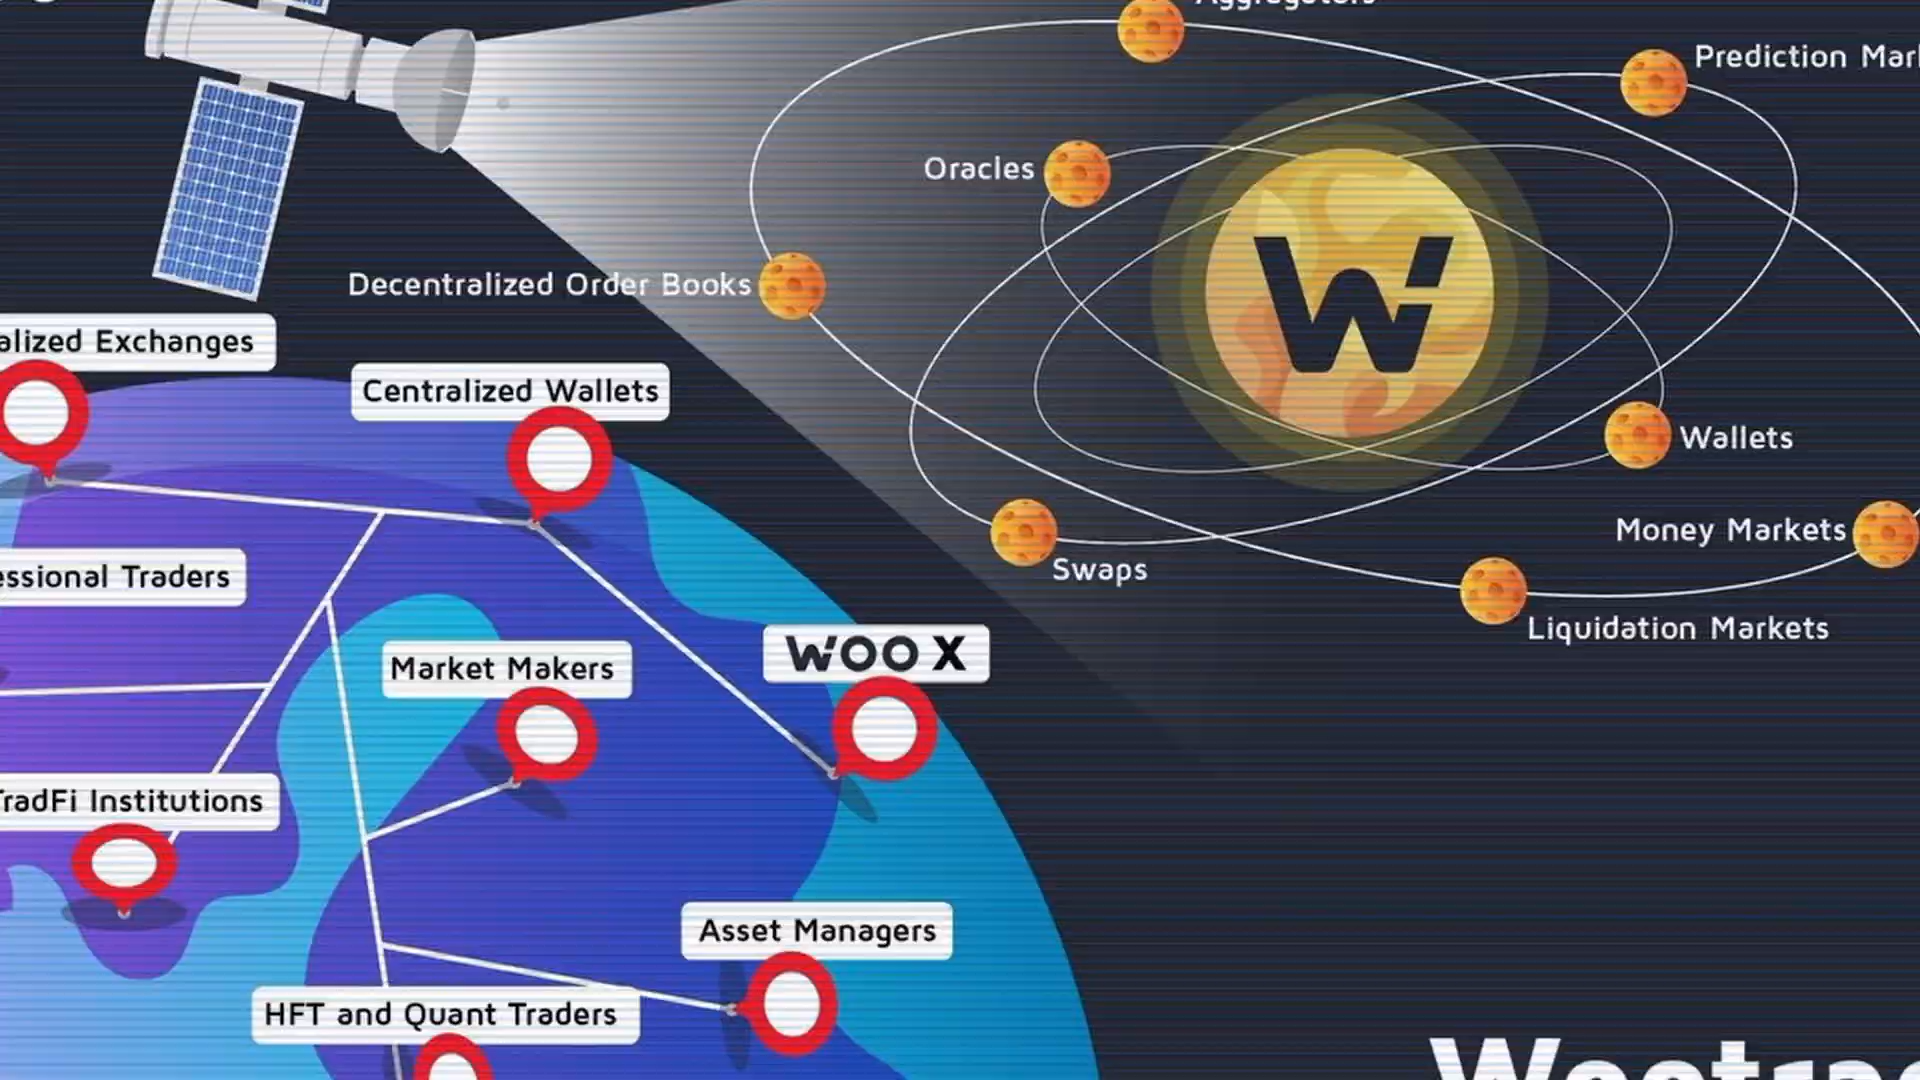 Aggregators
Prediction Mar
Oracles
Decentralized Order Books
alized Exchanges
Centralized Wallets
Wallets
Money Markets
Swaps
essional Traders
Liquidation Markets
WOO X
Market Makers
TradFi Institutions
Asset Managers
HFT and Quant Traders